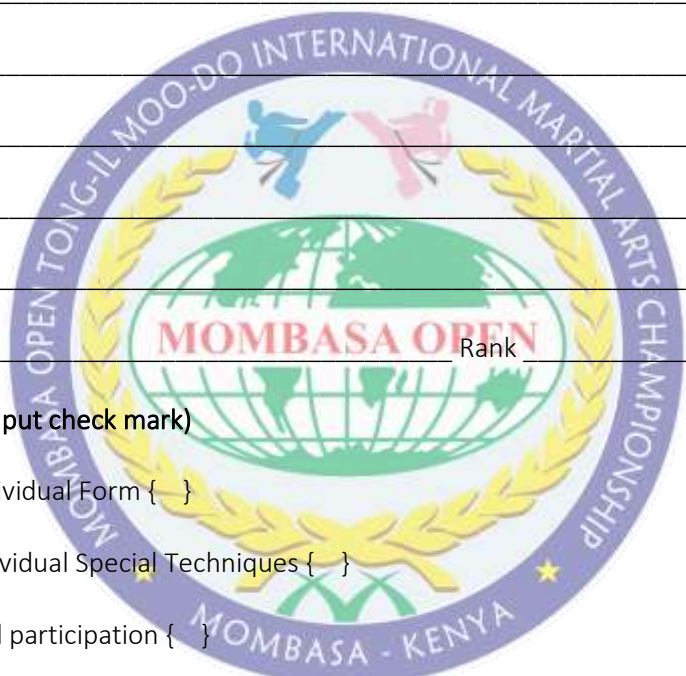 MOMBASA OPEN TONG-IL MOO-DO INTERNATIONAL MARTIAL ARTS CHAMPIONSHIP
MOMBASA OPEN
Rank
put check mark)
ividual Form { }
vidual Special Techniques { }
l participation { }
MOMBASA - KENYA